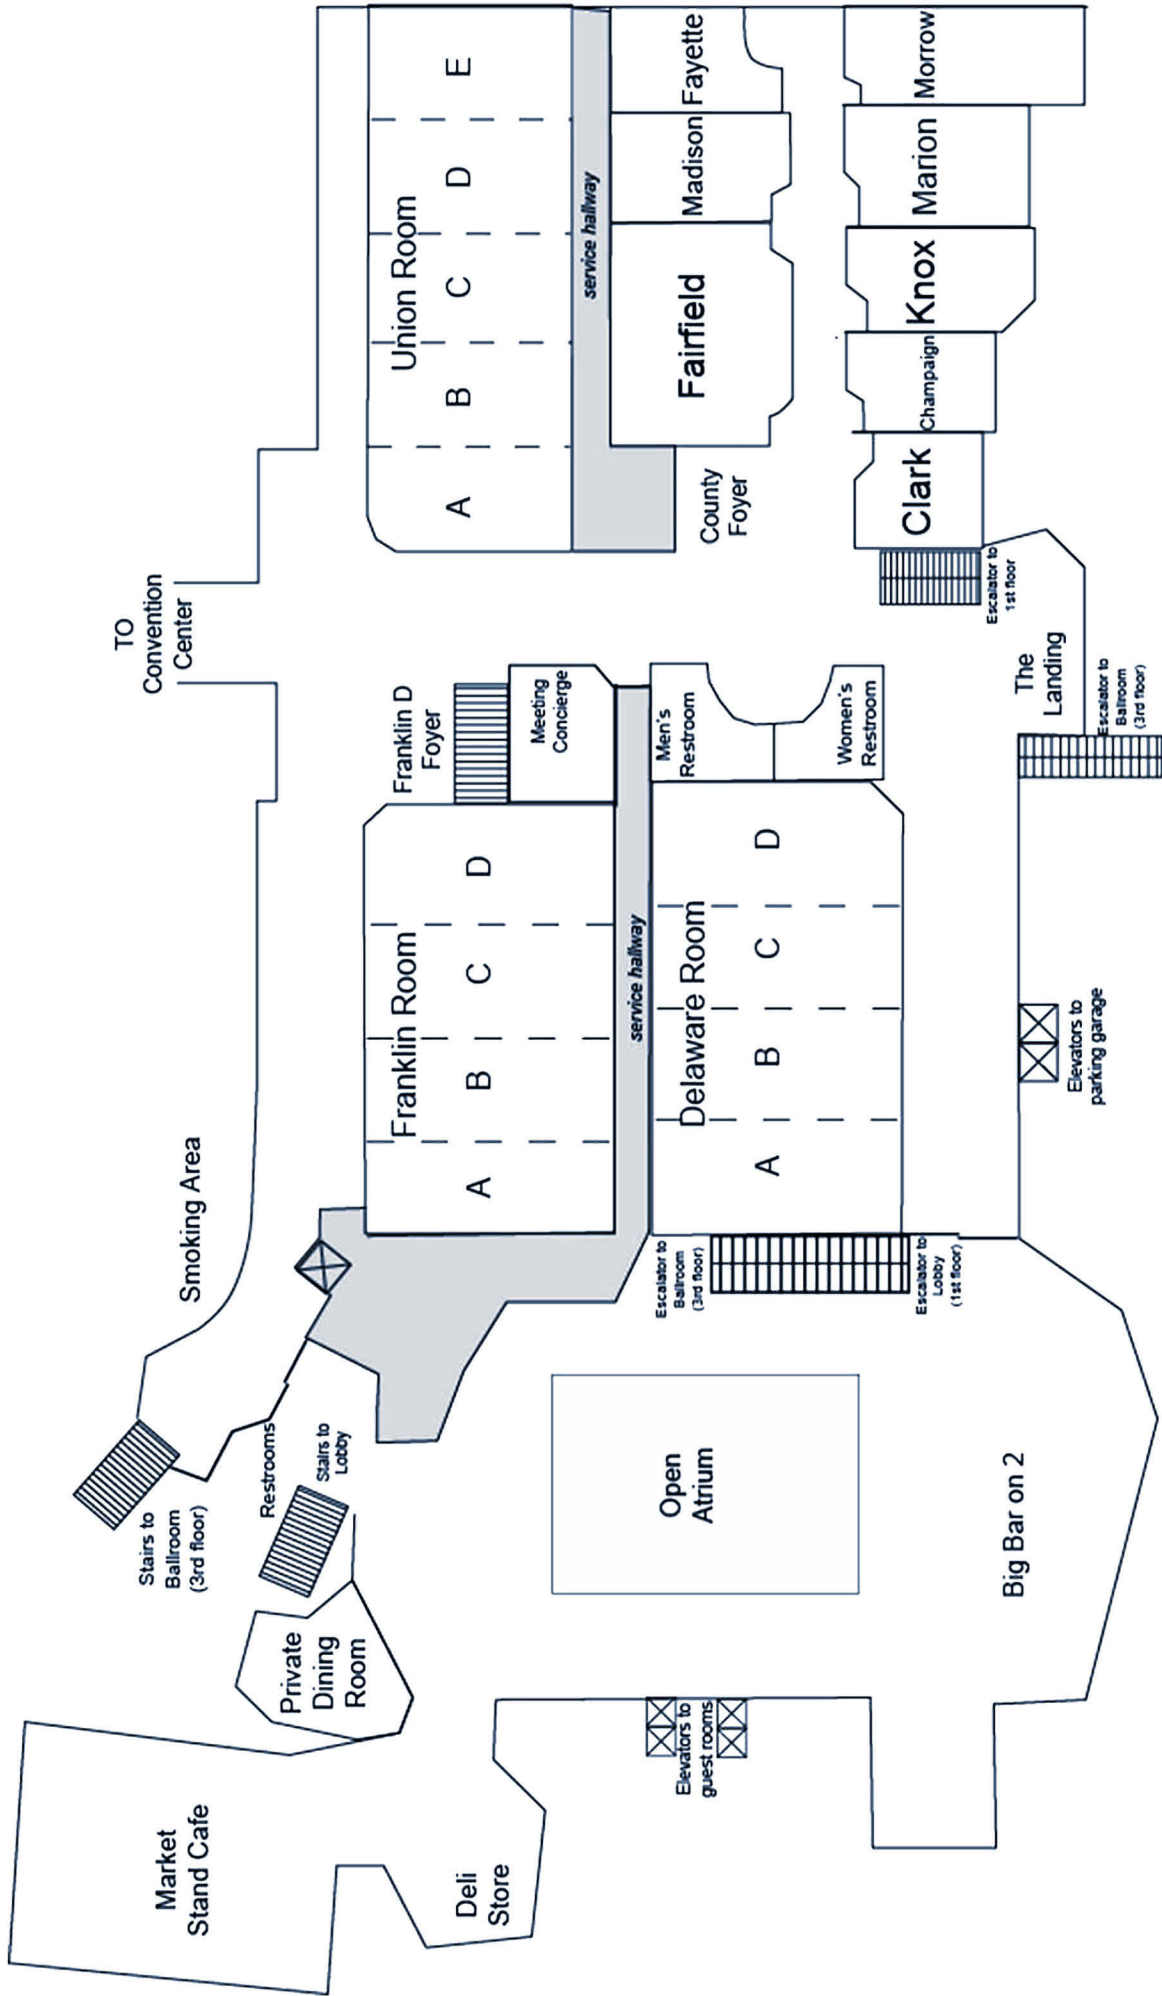 Market
Stand Cafe
Deli
Store
Private
Dining
Room
Stairs to
Ballroom
(3rd floor)
Restrooms
Stairs to
Lobby
Smoking Area
Elevators to
guest rooms
Open
Atrium
Big Bar on 2
Escalator to
Ballroom
(3rd floor)
Escalator to
Lobby
(1st floor)
Franklin Room
A
B
C
D
service hallway
Delaware Room
A
B
C
D
Elevators to
parking garage
Franklin D
Foyer
Meeting
Concierge
Men's
Restroom
Women's
Restroom
TO
Convention
Center
The
Landing
Escalator to
Ballroom
(3rd floor)
Escalator to
1st floor
County
Foyer
Union Room
A
B
C
D
E
service hallway
Fairfield
Madison
Fayette
Clark
Champaign
Knox
Marion
Morrow